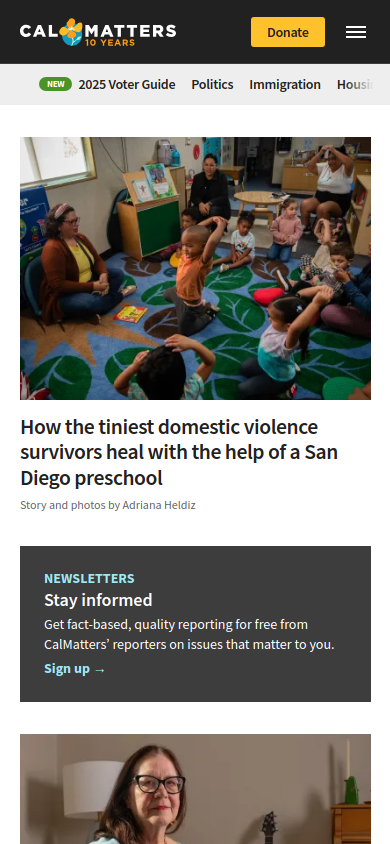 CALMATTERS
10 YEARS
Donate
NEW 2025 Voter Guide Politics Immigration
How the tiniest domestic violence
survivors heal with the help of a San
Diego preschool
Story and photos by Adriana Heldiz
NEWSLETTERS
Stay informed
Get fact-based, quality reporting for free from
CalMatters’ reporters on issues that matter to you.
Sign up →